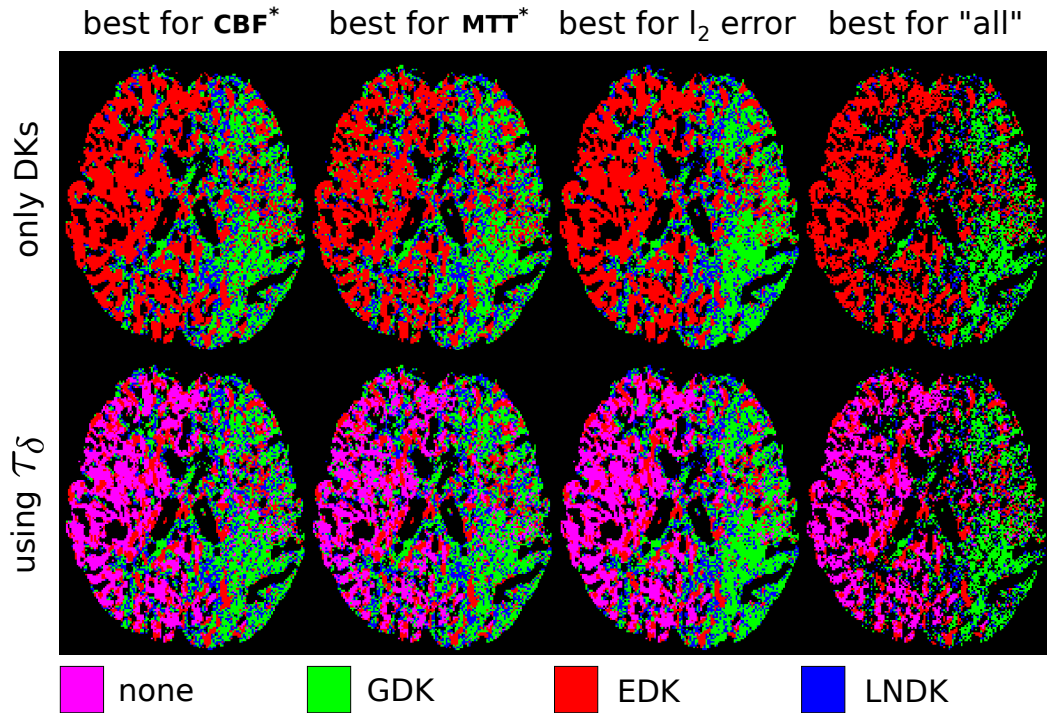 best for CBF* best for MTT* best for l₂ error best for "all"
only DKs
using 𝒯δ
none GDK EDK LNDK